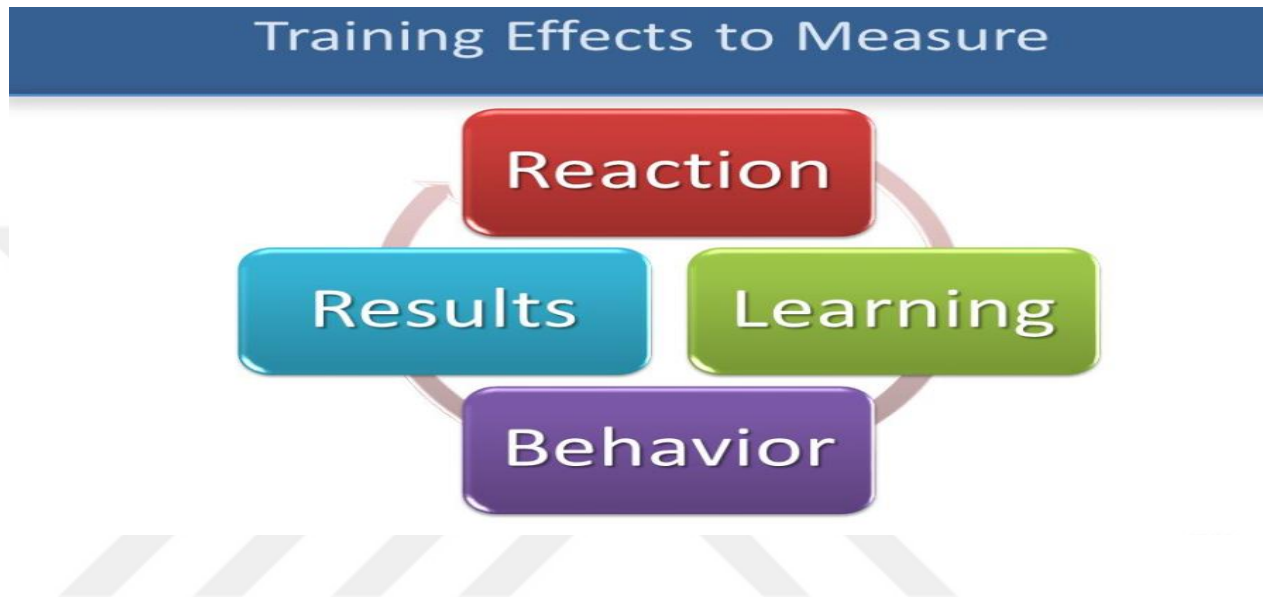 Training Effects to Measure
Reaction
Results
Learning
Behavior